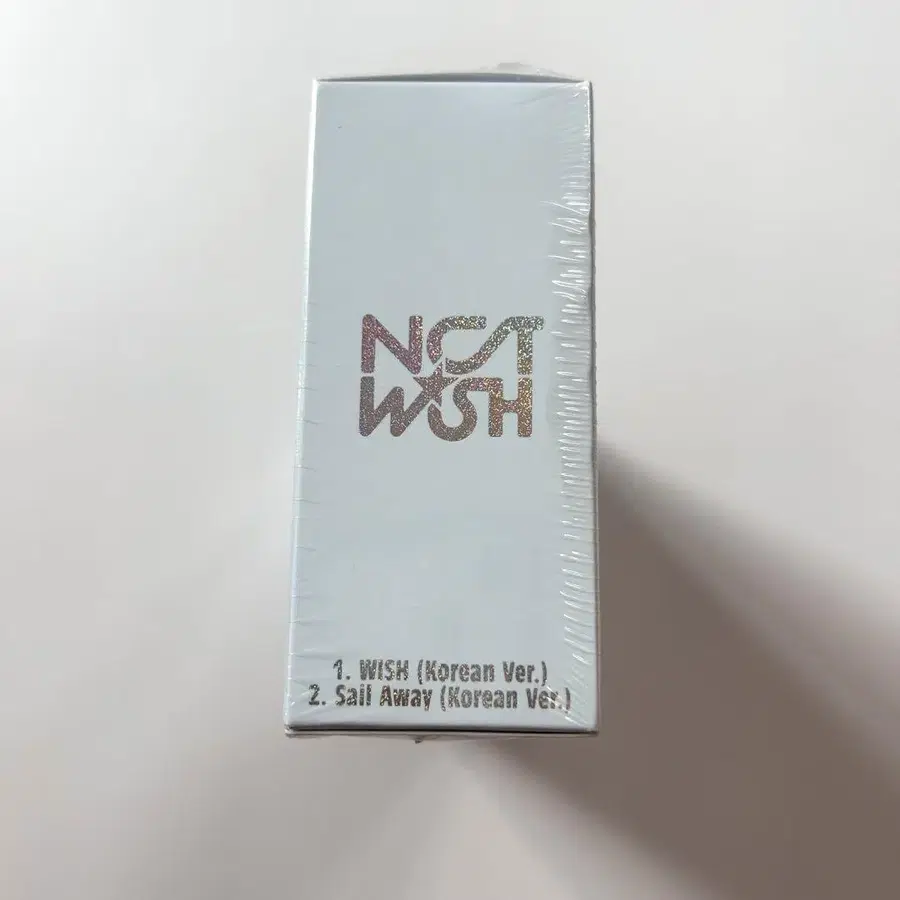 NCT
WISH
1. WISH (Korean Ver.)
2. Sail Away (Korean Ver.)